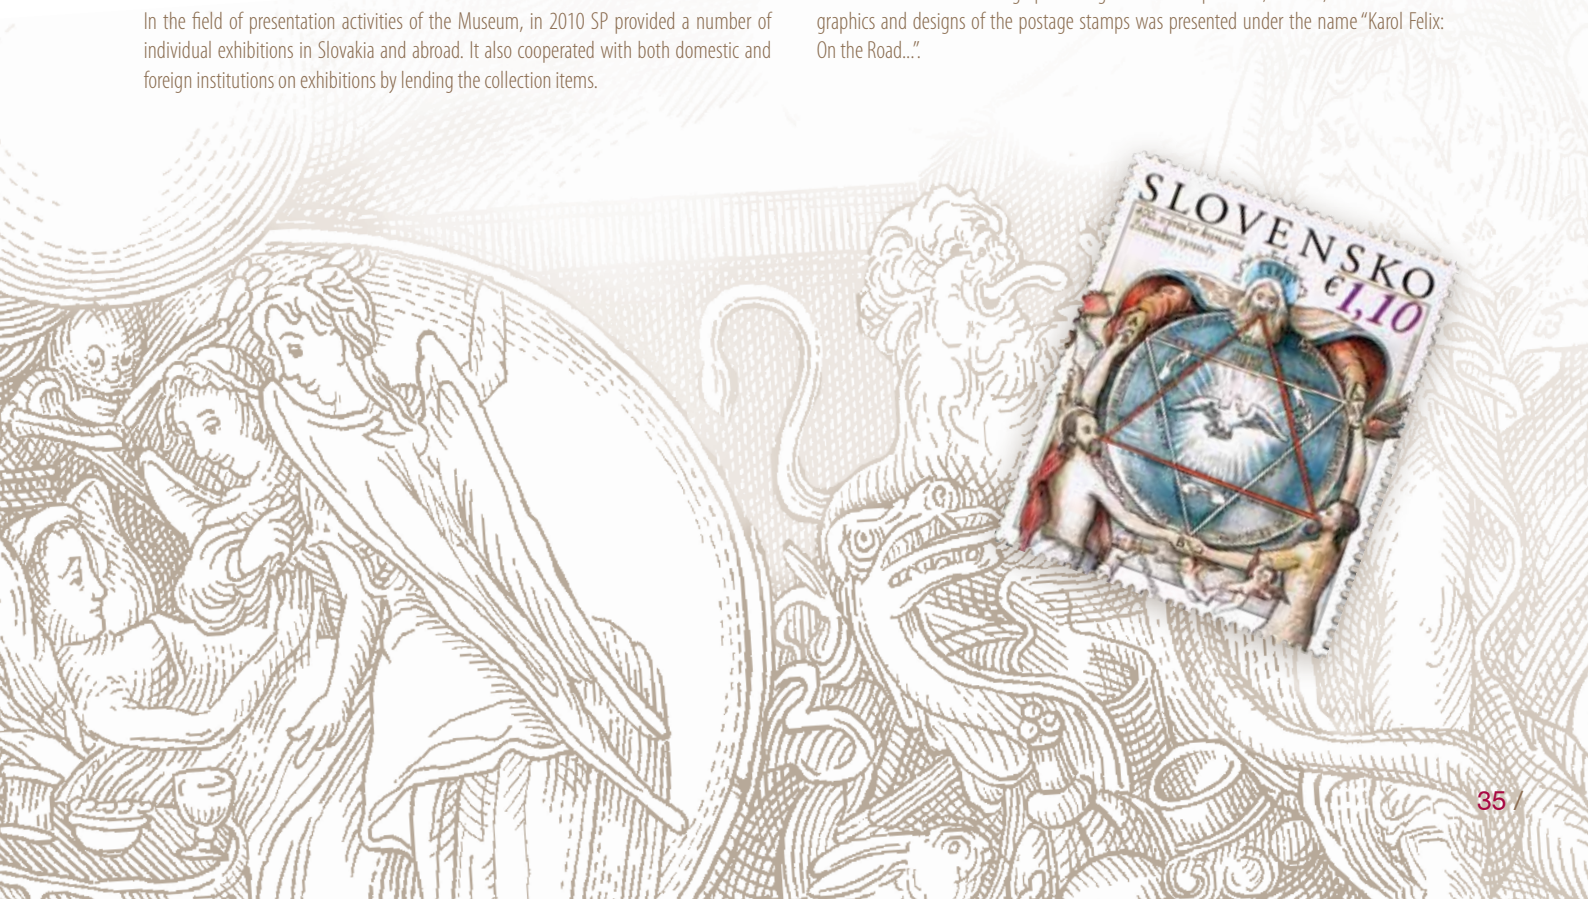 In the field of presentation activities of the Museum, in 2010 SP provided a number of
individual exhibitions in Slovakia and abroad. It also cooperated with both domestic and
foreign institutions on exhibitions by lending the collection items.
graphics and designs of the postage stamps was presented under the name “Karol Felix:
On the Road...”.
SLOVENSKO
€1,10
35 /